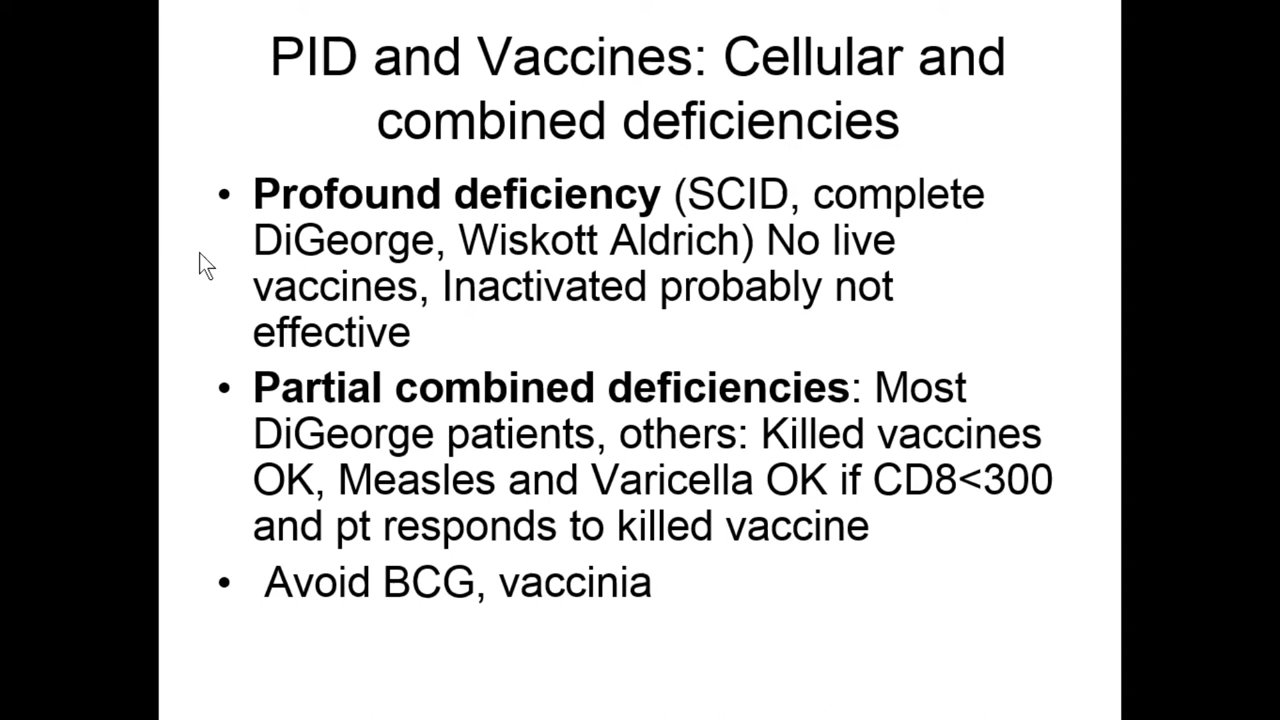 PID and Vaccines: Cellular and
combined deficiencies
• Profound deficiency (SCID, complete
DiGeorge, Wiskott Aldrich) No live
vaccines, Inactivated probably not
effective
• Partial combined deficiencies: Most
DiGeorge patients, others: Killed vaccines
OK, Measles and Varicella OK if CD8<300
and pt responds to killed vaccine
• Avoid BCG, vaccinia